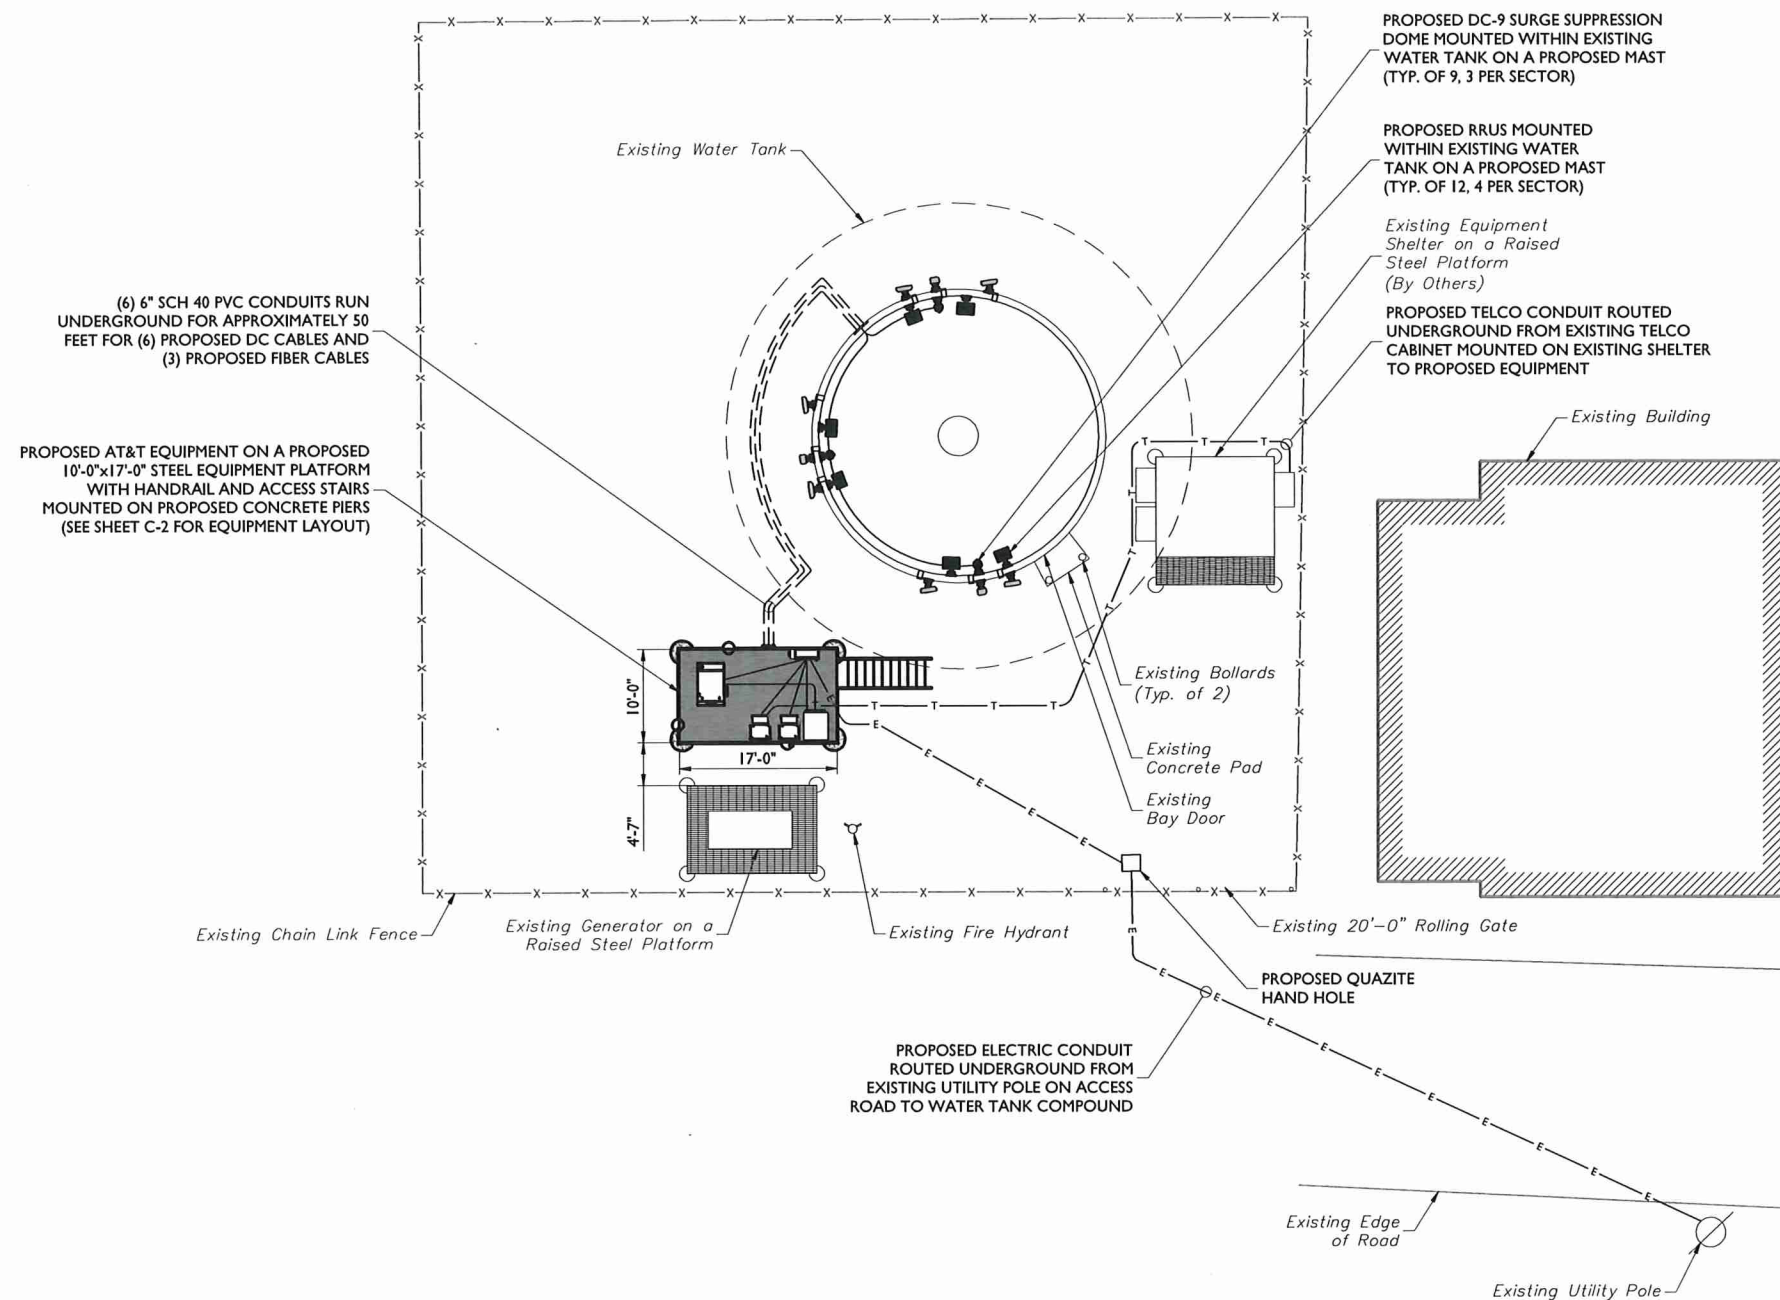 PROPOSED DC-9 SURGE SUPPRESSION
DOME MOUNTED WITHIN EXISTING
WATER TANK ON A PROPOSED MAST
(TYP. OF 9, 3 PER SECTOR)
PROPOSED RRUS MOUNTED
WITHIN EXISTING WATER
TANK ON A PROPOSED MAST
(TYP. OF 12, 4 PER SECTOR)
Existing Water Tank
Existing Equipment
Shelter on a Raised
Steel Platform
(By Others)
(6) 6" SCH 40 PVC CONDUITS RUN
UNDERGROUND FOR APPROXIMATELY 50
FEET FOR (6) PROPOSED DC CABLES AND
(3) PROPOSED FIBER CABLES
PROPOSED TELCO CONDUIT ROUTED
UNDERGROUND FROM EXISTING TELCO
CABINET MOUNTED ON EXISTING SHELTER
TO PROPOSED EQUIPMENT
Existing Building
PROPOSED AT&T EQUIPMENT ON A PROPOSED
10'-0"x17'-0" STEEL EQUIPMENT PLATFORM
WITH HANDRAIL AND ACCESS STAIRS
MOUNTED ON PROPOSED CONCRETE PIERS
(SEE SHEET C-2 FOR EQUIPMENT LAYOUT)
10'-0"
17'-0"
4'-7"
Existing Bollards
(Typ. of 2)
Existing
Concrete Pad
Existing
Bay Door
Existing Chain Link Fence
Existing Generator on a
Raised Steel Platform
Existing Fire Hydrant
Existing 20'-0" Rolling Gate
PROPOSED QUAZITE
HAND HOLE
PROPOSED ELECTRIC CONDUIT
ROUTED UNDERGROUND FROM
EXISTING UTILITY POLE ON ACCESS
ROAD TO WATER TANK COMPOUND
Existing Edge
of Road
Existing Utility Pole